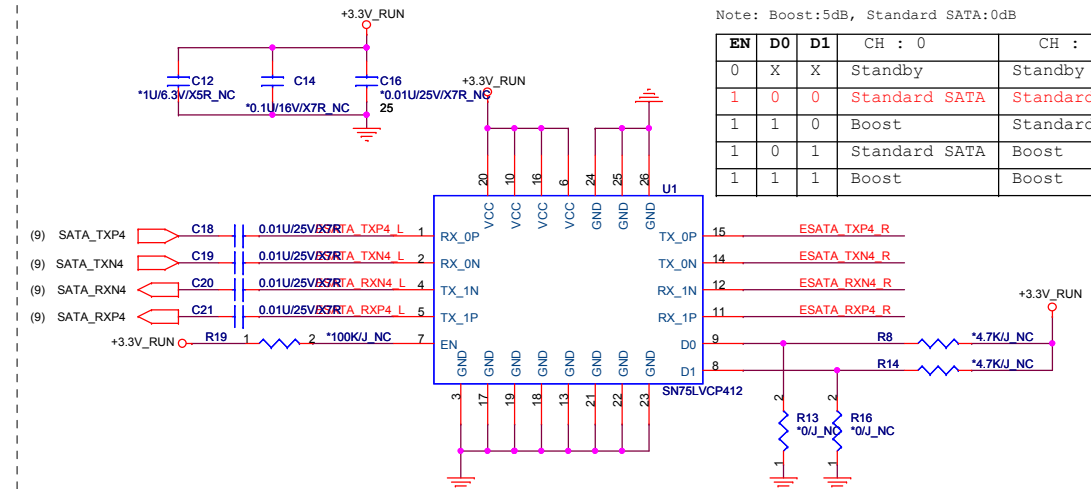 Note: Boost:5dB, Standard SATA:0dB
EN D0 D1 CH : 0 CH :
0 X X Standby Standby
1 0 0 Standard SATA Standard
1 1 0 Boost Standard
1 0 1 Standard SATA Boost
1 1 1 Boost Boost
+3.3V_RUN
C12
*1U/6.3V/X5R_NC
C14
*0.1U/16V/X7R_NC
C16
*0.01U/25V/X7R_NC
25
+3.3V_RUN
20 10 16 6 24 25 26
U1
VCC VCC VCC VCC GND GND GND
(9) SATA_TXP4 C18 0.01U/25V/X7R ESATA_TXP4_L 1 RX_0P TX_0P 15 ESATA_TXP4_R
(9) SATA_TXN4 C19 0.01U/25V/X7R ESATA_TXN4_L 2 RX_0N TX_0N 14 ESATA_TXN4_R
(9) SATA_RXN4 C20 0.01U/25V/X7R ESATA_RXN4_L 4 TX_1N RX_1N 12 ESATA_RXN4_R
(9) SATA_RXP4 C21 0.01U/25V/X7R ESATA_RXP4_L 5 TX_1P RX_1P 11 ESATA_RXP4_R
+3.3V_RUN R19 1 2 *100K/J_NC 7 EN D0 9 R8 *4.7K/J_NC
+3.3V_RUN
D1 8 R14 *4.7K/J_NC
GND GND GND GND GND GND GND GND
SN75LVCP412
3 17 19 18 13 21 22 23
2 R13 *0/J_NC 1
2 R16 *0/J_NC 1